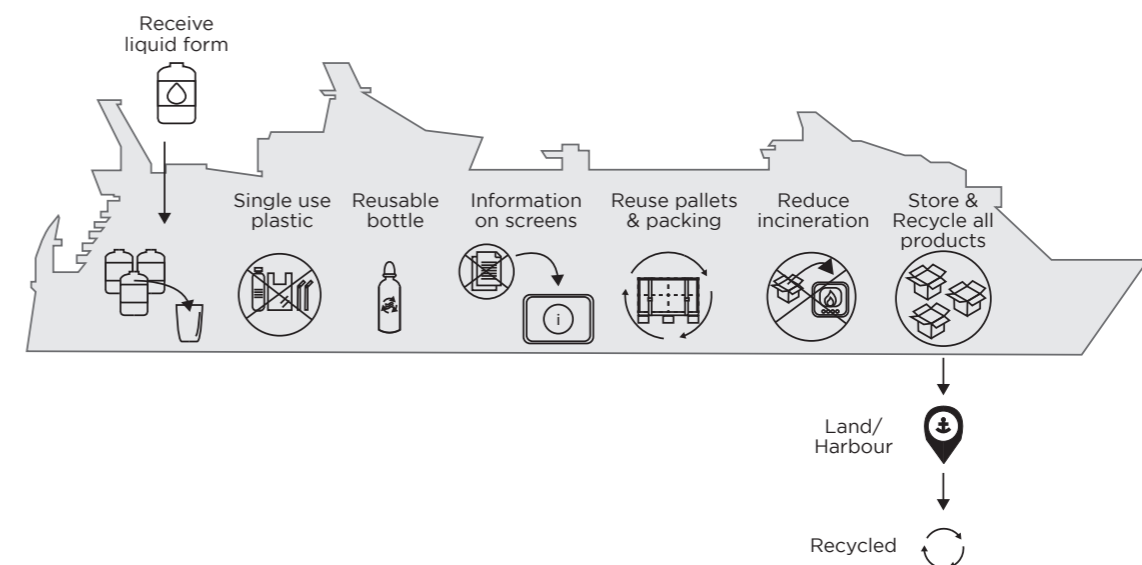 Receive
liquid form
Single use
plastic
Reusable
bottle
Information
on screens
Reuse pallets
& packing
Reduce
incineration
Store &
Recycle all
products
i
Land/
Harbour
Recycled